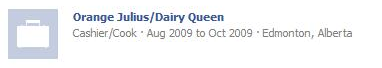 Orange Julius/Dairy Queen
Cashier/Cook · Aug 2009 to Oct 2009 · Edmonton, Alberta